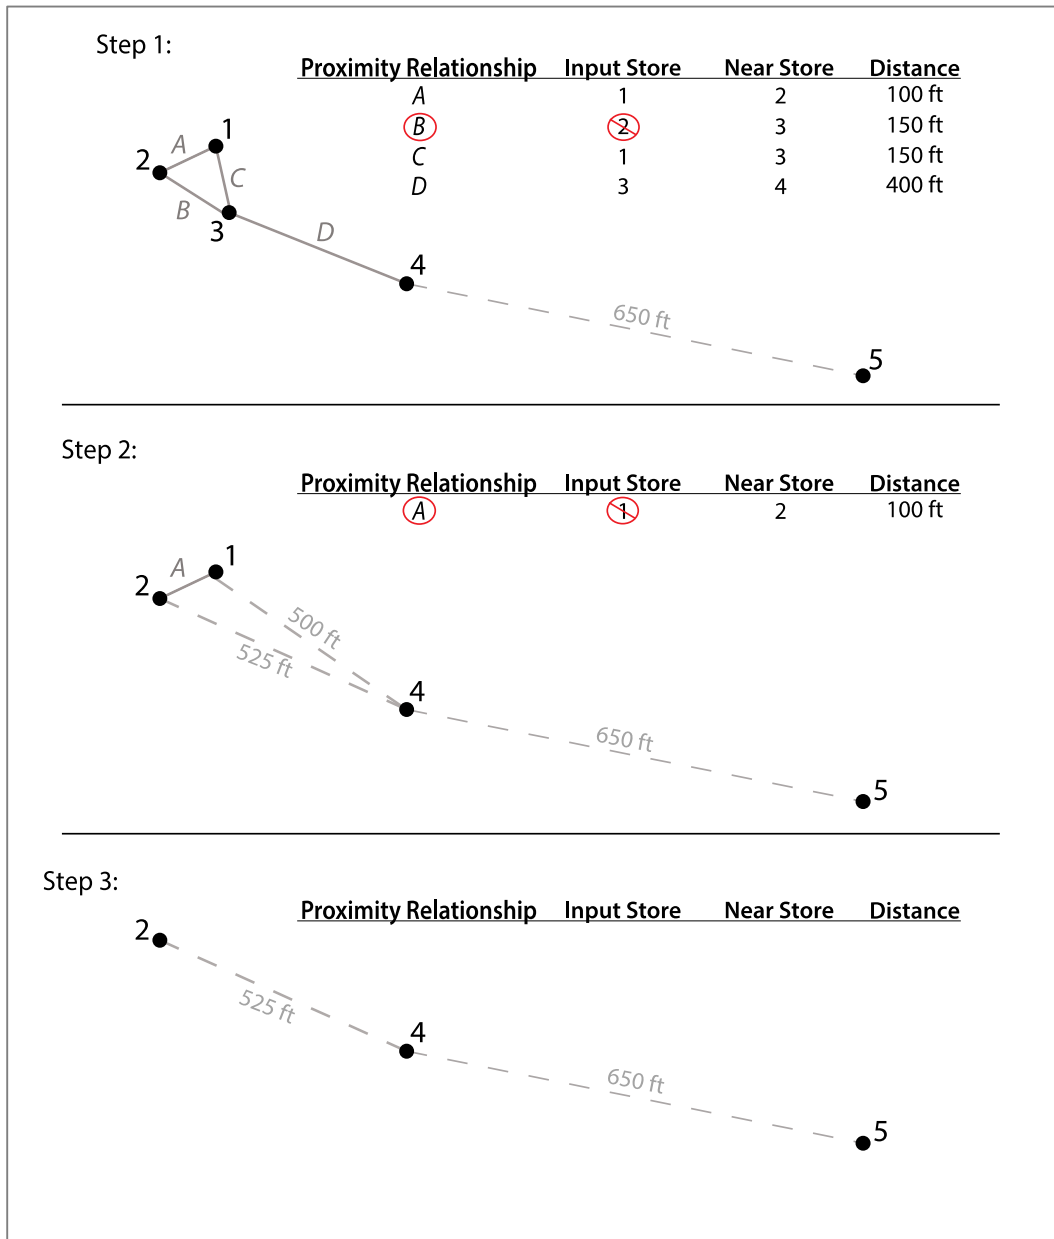 Step 1:
Proximity Relationship Input Store Near Store Distance
A 1 2 100 ft
B 2 3 150 ft
C 1 3 150 ft
D 3 4 400 ft
1
A
2
C
B
3
D
4
650 ft
5
Step 2:
Proximity Relationship Input Store Near Store Distance
A 1 2 100 ft
1
A
2
500 ft
525 ft
4
650 ft
5
Step 3:
Proximity Relationship Input Store Near Store Distance
2
525 ft
4
650 ft
5